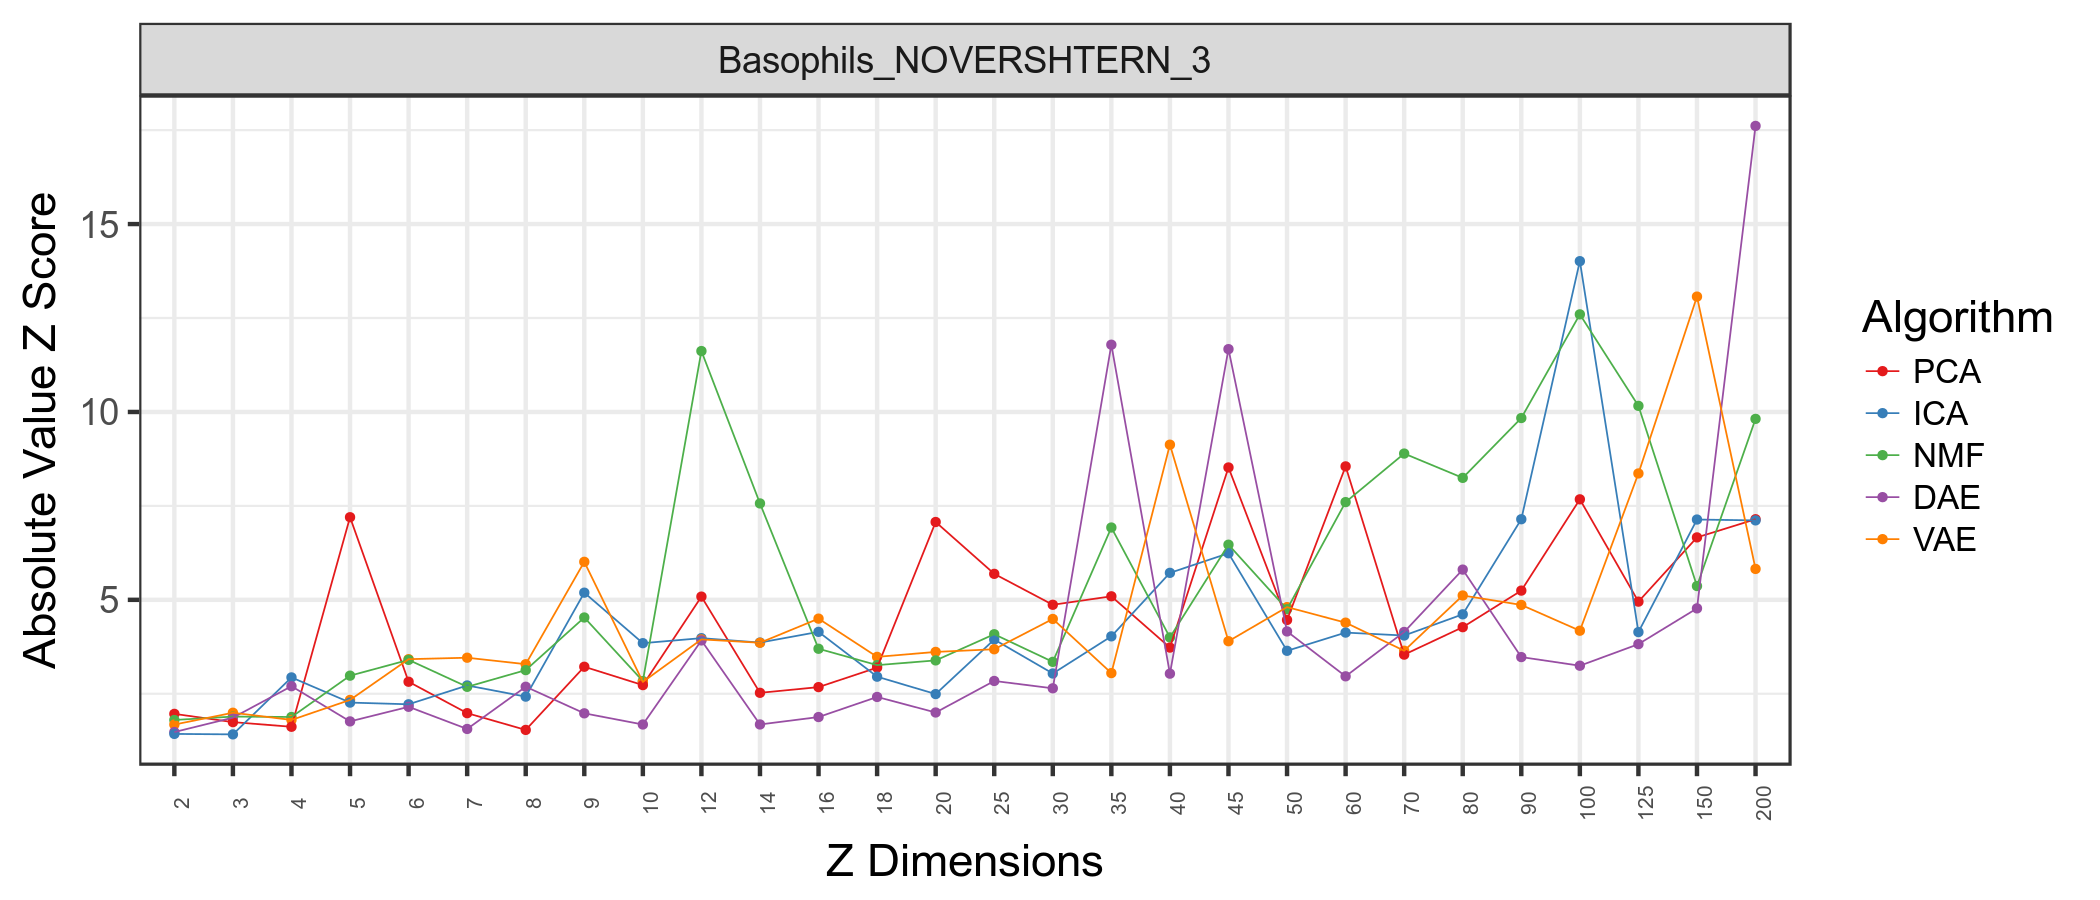 Basophils_NOVERSHTERN_3
Absolute Value Z Score
15
10
5
2 3 4 5 6 7 8 9 10 12 14 16 18 20 25 30 35 40 45 50 60 70 80 90 100 125 150 200
Z Dimensions
Algorithm
PCA
ICA
NMF
DAE
VAE